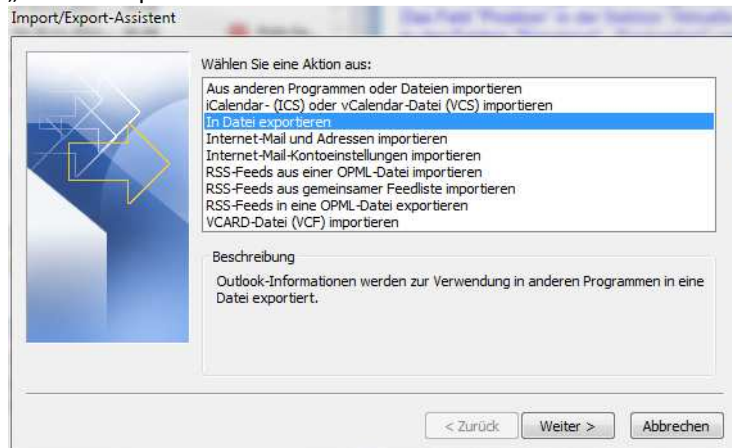 Import/Export-Assistent
Wählen Sie eine Aktion aus:
Aus anderen Programmen oder Dateien importieren
iCalendar- (ICS) oder vCalendar-Datei (VCS) importieren
In Datei exportieren
Internet-Mail und Adressen importieren
Internet-Mail-Kontoeinstellungen importieren
RSS-Feeds aus einer OPML-Datei importieren
RSS-Feeds aus gemeinsamer Feedliste importieren
RSS-Feeds in eine OPML-Datei exportieren
VCARD-Datei (VCF) importieren
Beschreibung
Outlook-Informationen werden zur Verwendung in anderen Programmen in eine
Datei exportiert.
< Zurück Weiter > Abbrechen